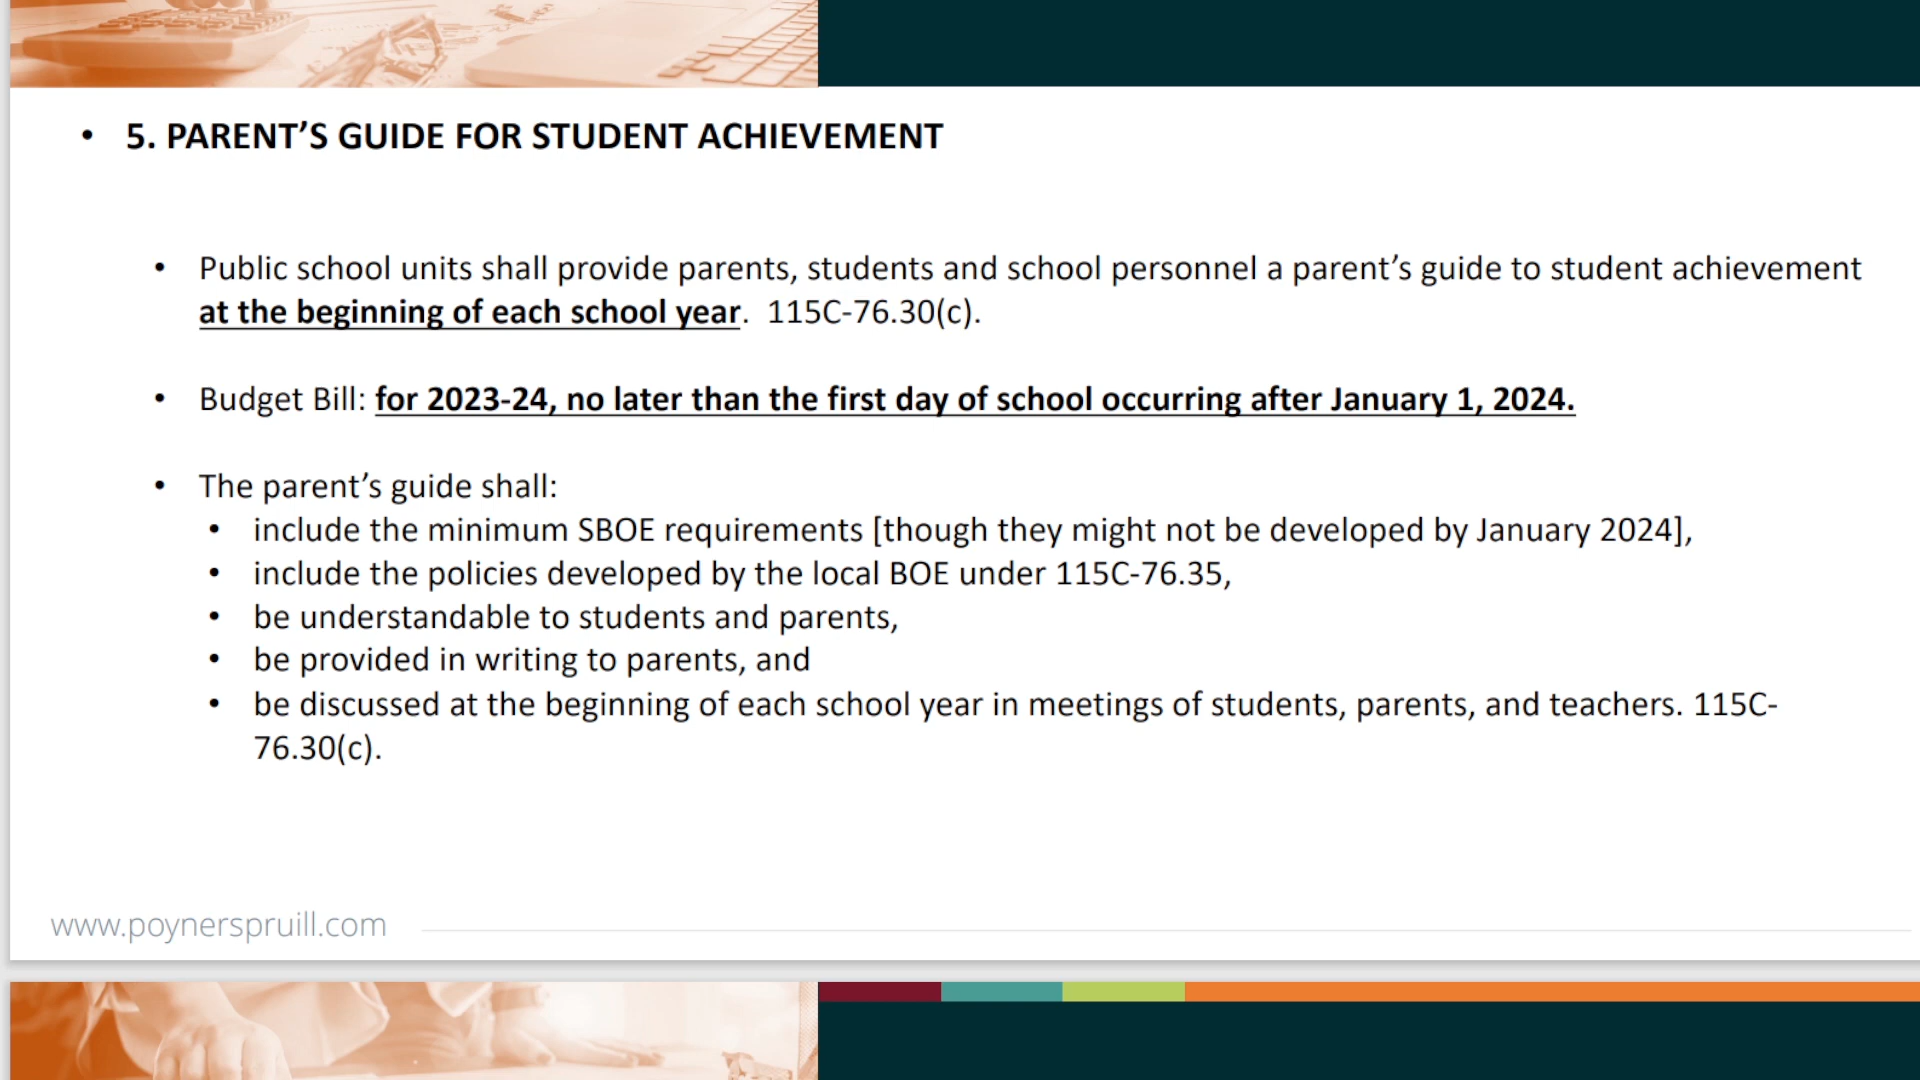 • 5. PARENT’S GUIDE FOR STUDENT ACHIEVEMENT
• Public school units shall provide parents, students and school personnel a parent’s guide to student achievement
at the beginning of each school year.  115C-76.30(c).
• Budget Bill: for 2023-24, no later than the first day of school occurring after January 1, 2024.
• The parent’s guide shall:
• include the minimum SBOE requirements [though they might not be developed by January 2024],
• include the policies developed by the local BOE under 115C-76.35,
• be understandable to students and parents,
• be provided in writing to parents, and
• be discussed at the beginning of each school year in meetings of students, parents, and teachers. 115C-
76.30(c).
www.poynerspruill.com